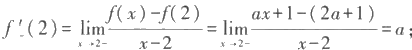 f′₋(2) = lim_{x→2−} (f(x)−f(2))/(x−2) = lim_{x→2−} (ax+1−(2a+1))/(x−2) = a;